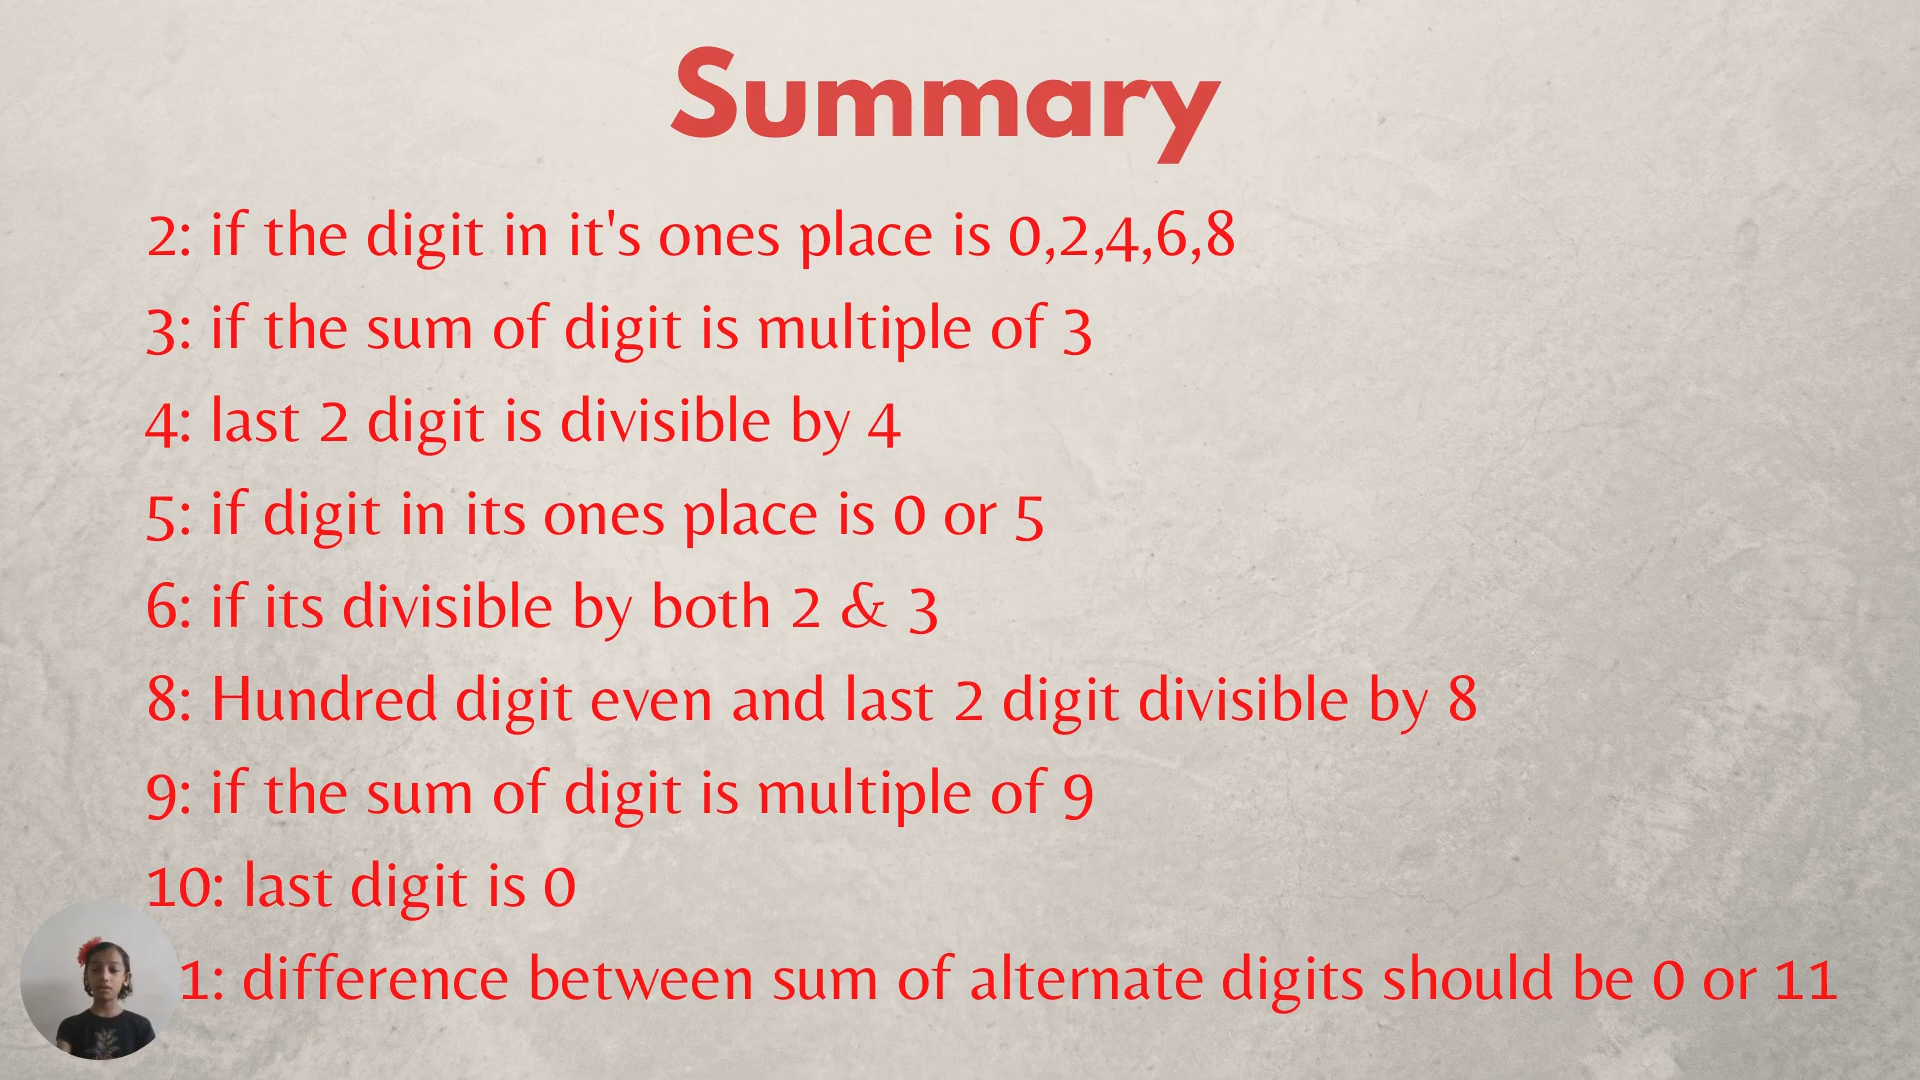 Summary
2: if the digit in it's ones place is 0,2,4,6,8
3: if the sum of digit is multiple of 3
4: last 2 digit is divisible by 4
5: if digit in its ones place is 0 or 5
6: if its divisible by both 2 & 3
8: Hundred digit even and last 2 digit divisible by 8
9: if the sum of digit is multiple of 9
10: last digit is 0
1: difference between sum of alternate digits should be 0 or 11